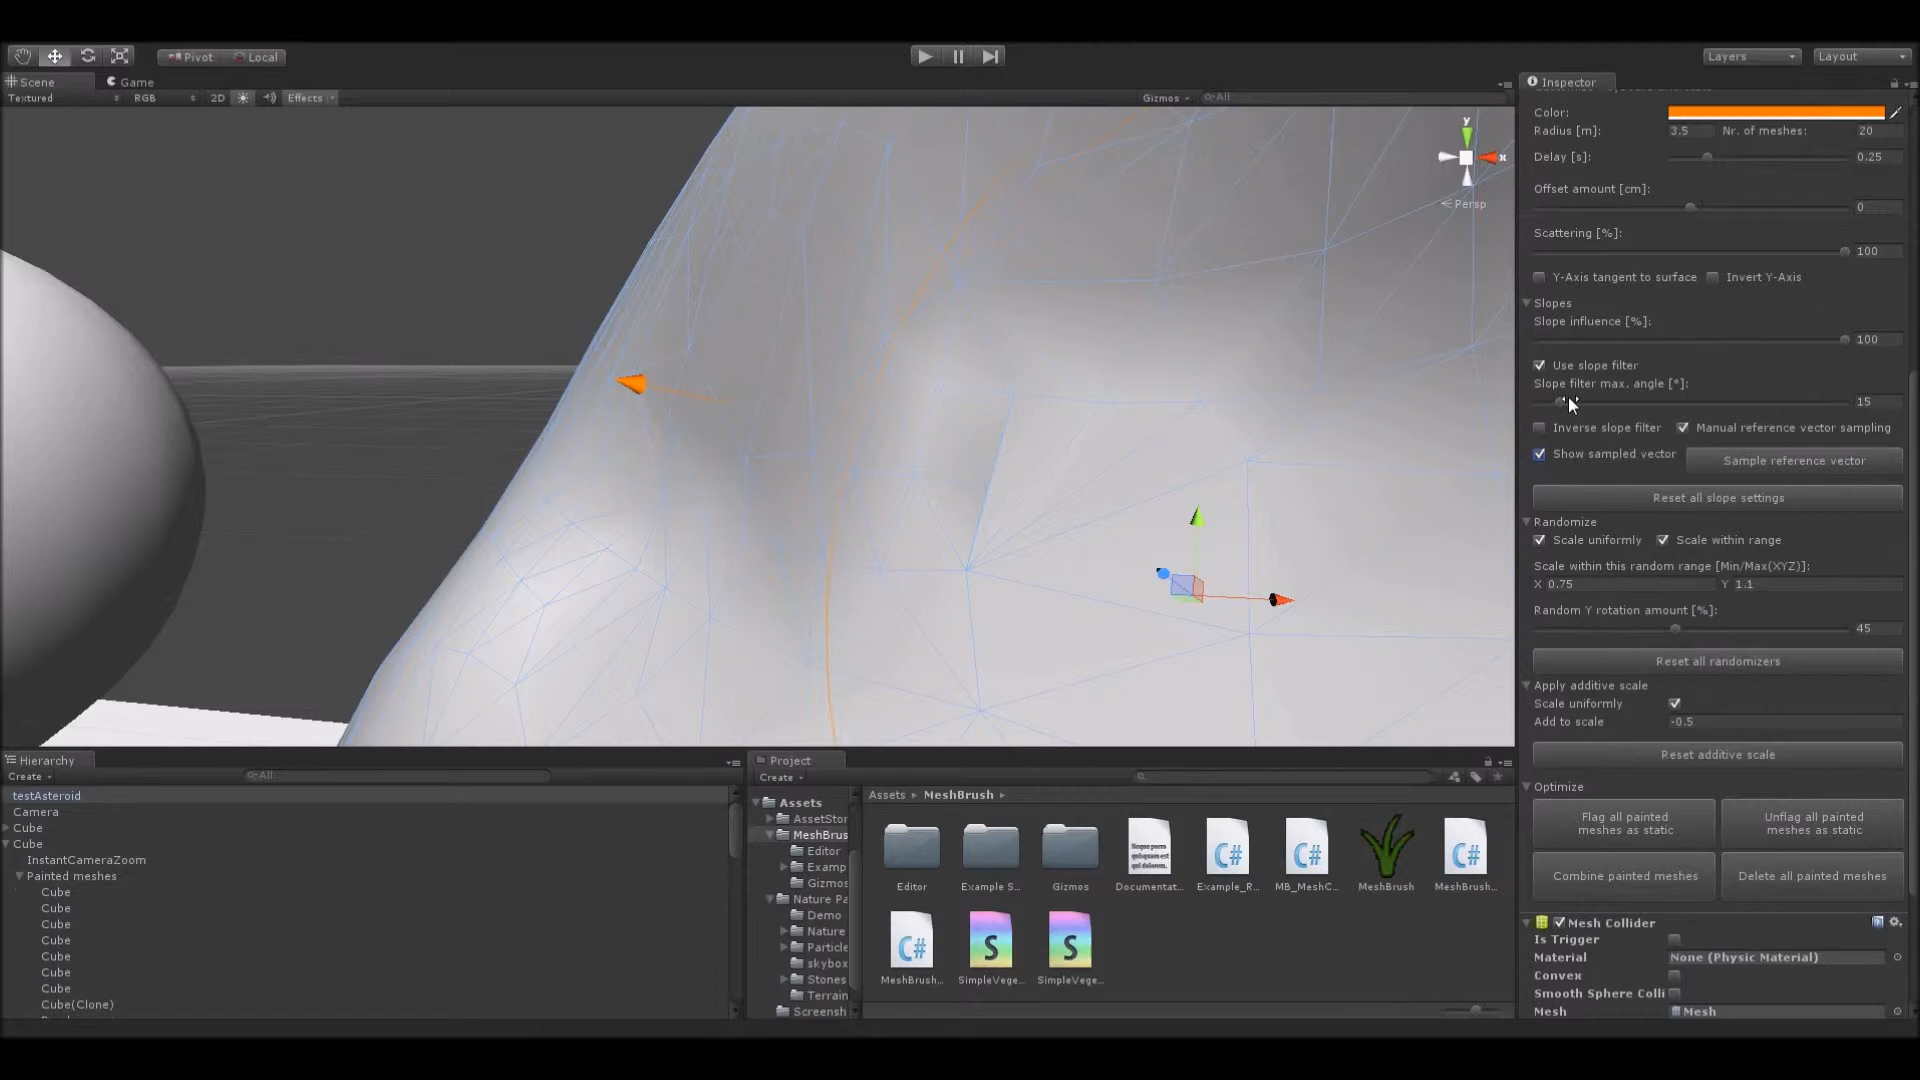 Pivot Local
Layers Layout
Scene Game
Textured RGB 2D Effects Gizmos All
y
x
Persp
Inspector
Color:
Radius [m]: 3.5 Nr. of meshes: 20
Delay [s]: 0.25
Offset amount [cm]:
0
Scattering [%]:
100
Y-Axis tangent to surface Invert Y-Axis
Slopes
Slope influence [%]:
100
Use slope filter
Slope filter max. angle [°]:
15
Inverse slope filter Manual reference vector sampling
Show sampled vector Sample reference vector
Reset all slope settings
Randomize
Scale uniformly Scale within range
Scale within this random range [Min/Max(XYZ)]:
X 0.75 Y 1.1
Random Y rotation amount [%]:
45
Reset all randomizers
Apply additive scale
Scale uniformly
Add to scale -0.5
Reset additive scale
Optimize
Flag all painted
meshes as static
Unflag all painted
meshes as static
Combine painted meshes Delete all painted meshes
Mesh Collider
Is Trigger
Material None (Physic Material)
Convex
Smooth Sphere Colli
Mesh Mesh
Hierarchy
Create All
testAsteroid
Camera
Cube
Cube
InstantCameraZoom
Painted meshes
Cube
Cube
Cube
Cube
Cube
Cube
Cube
Cube(Clone)
Project
Create
Assets
AssetStor
MeshBrus
Editor
Examp
Gizmos
Nature Pa
Demo
Nature
Particle
skybox
Stones
Terrain
Screensh
Assets MeshBrush
Editor Example S... Gizmos Documentat... Example_R... MB_MeshC... MeshBrush MeshBrush...
MeshBrush... SimpleVege... SimpleVege...